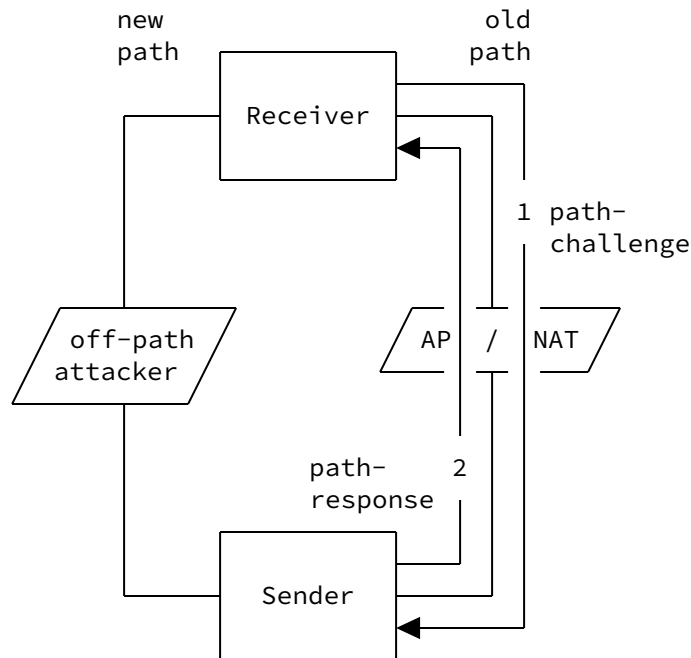 new
path
old
path
Receiver
1 path-
challenge
off-path
attacker
AP / NAT
path- 2
response
Sender